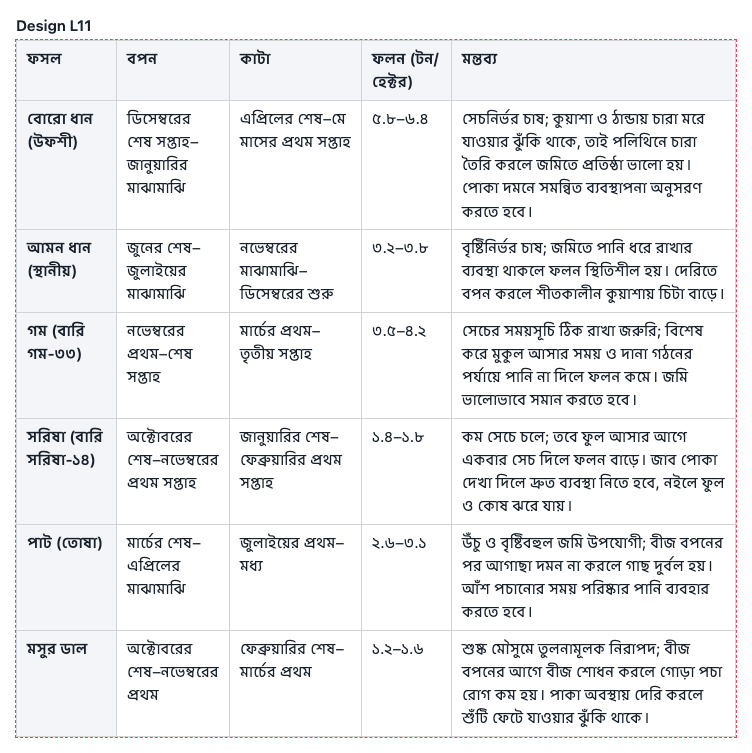 Design L11
ফসল
বপন
কাটা
ফলন (টন/
হেক্টর)
মন্তব্য
বোরো ধান
(উফশী)
ডিসেম্বরের
শেষ সপ্তাহ–
জানুয়ারির
মাঝামাঝি
এপ্রিলের শেষ–মে
মাসের প্রথম সপ্তাহ
৫.৮–৬.৪
সেচনির্ভর চাষ; কুয়াশা ও ঠান্ডায় চারা মরে
যাওয়ার ঝুঁকি থাকে, তাই পলিথিনে চারা
তৈরি করলে জমিতে প্রতিষ্ঠা ভালো হয়।
পোকা দমনে সমন্বিত ব্যবস্থাপনা অনুসরণ
করতে হবে।
আমন ধান
(স্থানীয়)
জুনের শেষ–
জুলাইয়ের
মাঝামাঝি
নভেম্বরের
মাঝামাঝি–
ডিসেম্বরের শুরু
৩.২–৩.৮
বৃষ্টিনির্ভর চাষ; জমিতে পানি ধরে রাখার
ব্যবস্থা থাকলে ফলন স্থিতিশীল হয়। দেরিতে
বপন করলে শীতকালীন কুয়াশায় চিটা বাড়ে।
গম (বারি
গম-৩৩)
নভেম্বরের
প্রথম–শেষ
সপ্তাহ
মার্চের প্রথম–
তৃতীয় সপ্তাহ
৩.৫–৪.২
সেচের সময়সূচি ঠিক রাখা জরুরি; বিশেষ
করে মুকুল আসার সময় ও দানা গঠনের
পর্যায়ে পানি না দিলে ফলন কমে। জমি
ভালোভাবে সমান করতে হবে।
সরিষা (বারি
সরিষা-১৪)
অক্টোবরের
শেষ–নভেম্বরের
প্রথম সপ্তাহ
জানুয়ারির শেষ–
ফেব্রুয়ারির প্রথম
সপ্তাহ
১.৪–১.৮
কম সেচে চলে; তবে ফুল আসার আগে
একবার সেচ দিলে ফলন বাড়ে। জাব পোকা
দেখা দিলে দ্রুত ব্যবস্থা নিতে হবে, নইলে ফুল
ও কোষ ঝরে যায়।
পাট (তোষা)
মার্চের শেষ–
এপ্রিলের
মাঝামাঝি
জুলাইয়ের প্রথম–
মধ্য
২.৬–৩.১
উঁচু ও বৃষ্টিবহুল জমি উপযোগী; বীজ বপনের
পর আগাছা দমন না করলে গাছ দুর্বল হয়।
আঁশ পচানোর সময় পরিষ্কার পানি ব্যবহার
করতে হবে।
মসুর ডাল
অক্টোবরের
শেষ–নভেম্বরের
প্রথম
ফেব্রুয়ারির শেষ–
মার্চের প্রথম
১.২–১.৬
শুষ্ক মৌসুমে তুলনামূলক নিরাপদ; বীজ
বপনের আগে বীজ শোধন করলে গোড়া পচা
রোগ কম হয়। পাকা অবস্থায় দেরি করলে
শুঁটি ফেটে যাওয়ার ঝুঁকি থাকে।